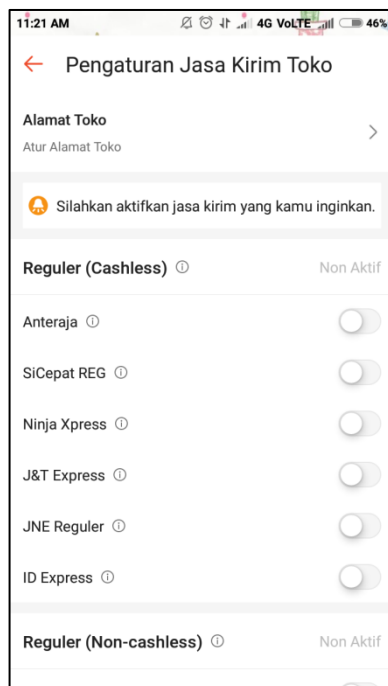 11:21 AM 4G VoLTE 46%
Pengaturan Jasa Kirim Toko
Alamat Toko
Atur Alamat Toko
Silahkan aktifkan jasa kirim yang kamu inginkan.
Reguler (Cashless) Non Aktif
Anteraja
SiCepat REG
Ninja Xpress
J&T Express
JNE Reguler
ID Express
Reguler (Non-cashless) Non Aktif